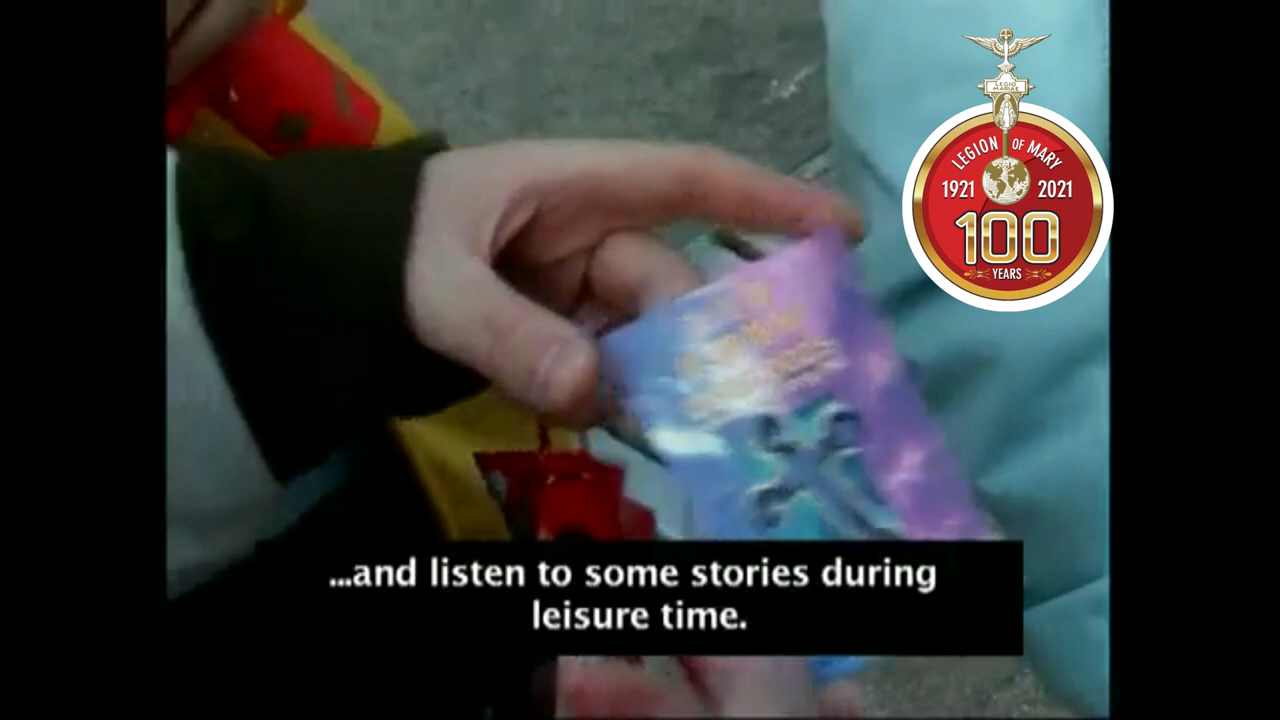 LEGIO
MARIAE
LEGION OF MARY
1921 2021
100
YEARS
...and listen to some stories during
leisure time.